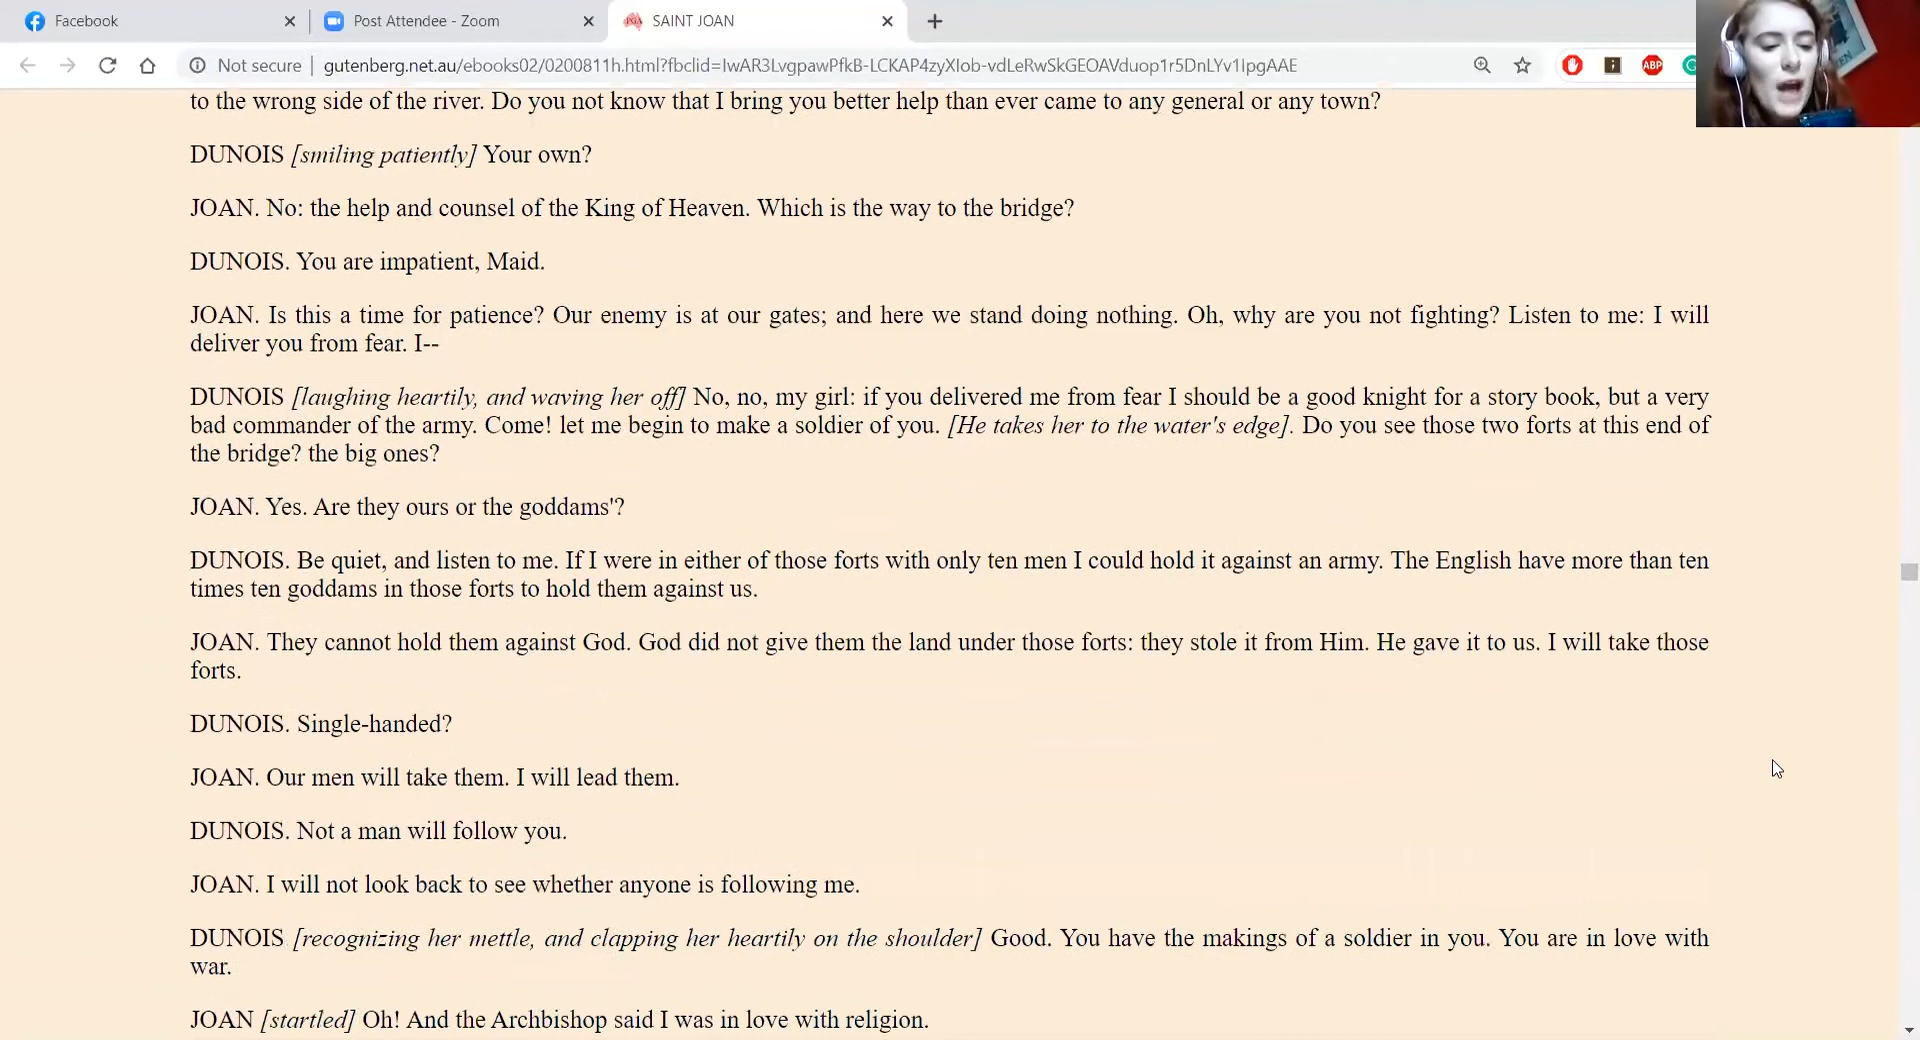 Facebook
Post Attendee - Zoom
SAINT JOAN
Not secure
gutenberg.net.au/ebooks02/0200811h.html?fbclid=IwAR3LvgpawPfkB-LCKAP4zyXIob-vdLeRwSkGEOAVduop1r5DnLYv1IpgAAE
ABP
to the wrong side of the river. Do you not know that I bring you better help than ever came to any general or any town?
DUNOIS [smiling patiently] Your own?
JOAN. No: the help and counsel of the King of Heaven. Which is the way to the bridge?
DUNOIS. You are impatient, Maid.
JOAN. Is this a time for patience? Our enemy is at our gates; and here we stand doing nothing. Oh, why are you not fighting? Listen to me: I will
deliver you from fear. I--
DUNOIS [laughing heartily, and waving her off] No, no, my girl: if you delivered me from fear I should be a good knight for a story book, but a very
bad commander of the army. Come! let me begin to make a soldier of you. [He takes her to the water's edge]. Do you see those two forts at this end of
the bridge? the big ones?
JOAN. Yes. Are they ours or the goddams'?
DUNOIS. Be quiet, and listen to me. If I were in either of those forts with only ten men I could hold it against an army. The English have more than ten
times ten goddams in those forts to hold them against us.
JOAN. They cannot hold them against God. God did not give them the land under those forts: they stole it from Him. He gave it to us. I will take those
forts.
DUNOIS. Single-handed?
JOAN. Our men will take them. I will lead them.
DUNOIS. Not a man will follow you.
JOAN. I will not look back to see whether anyone is following me.
DUNOIS [recognizing her mettle, and clapping her heartily on the shoulder] Good. You have the makings of a soldier in you. You are in love with
war.
JOAN [startled] Oh! And the Archbishop said I was in love with religion.